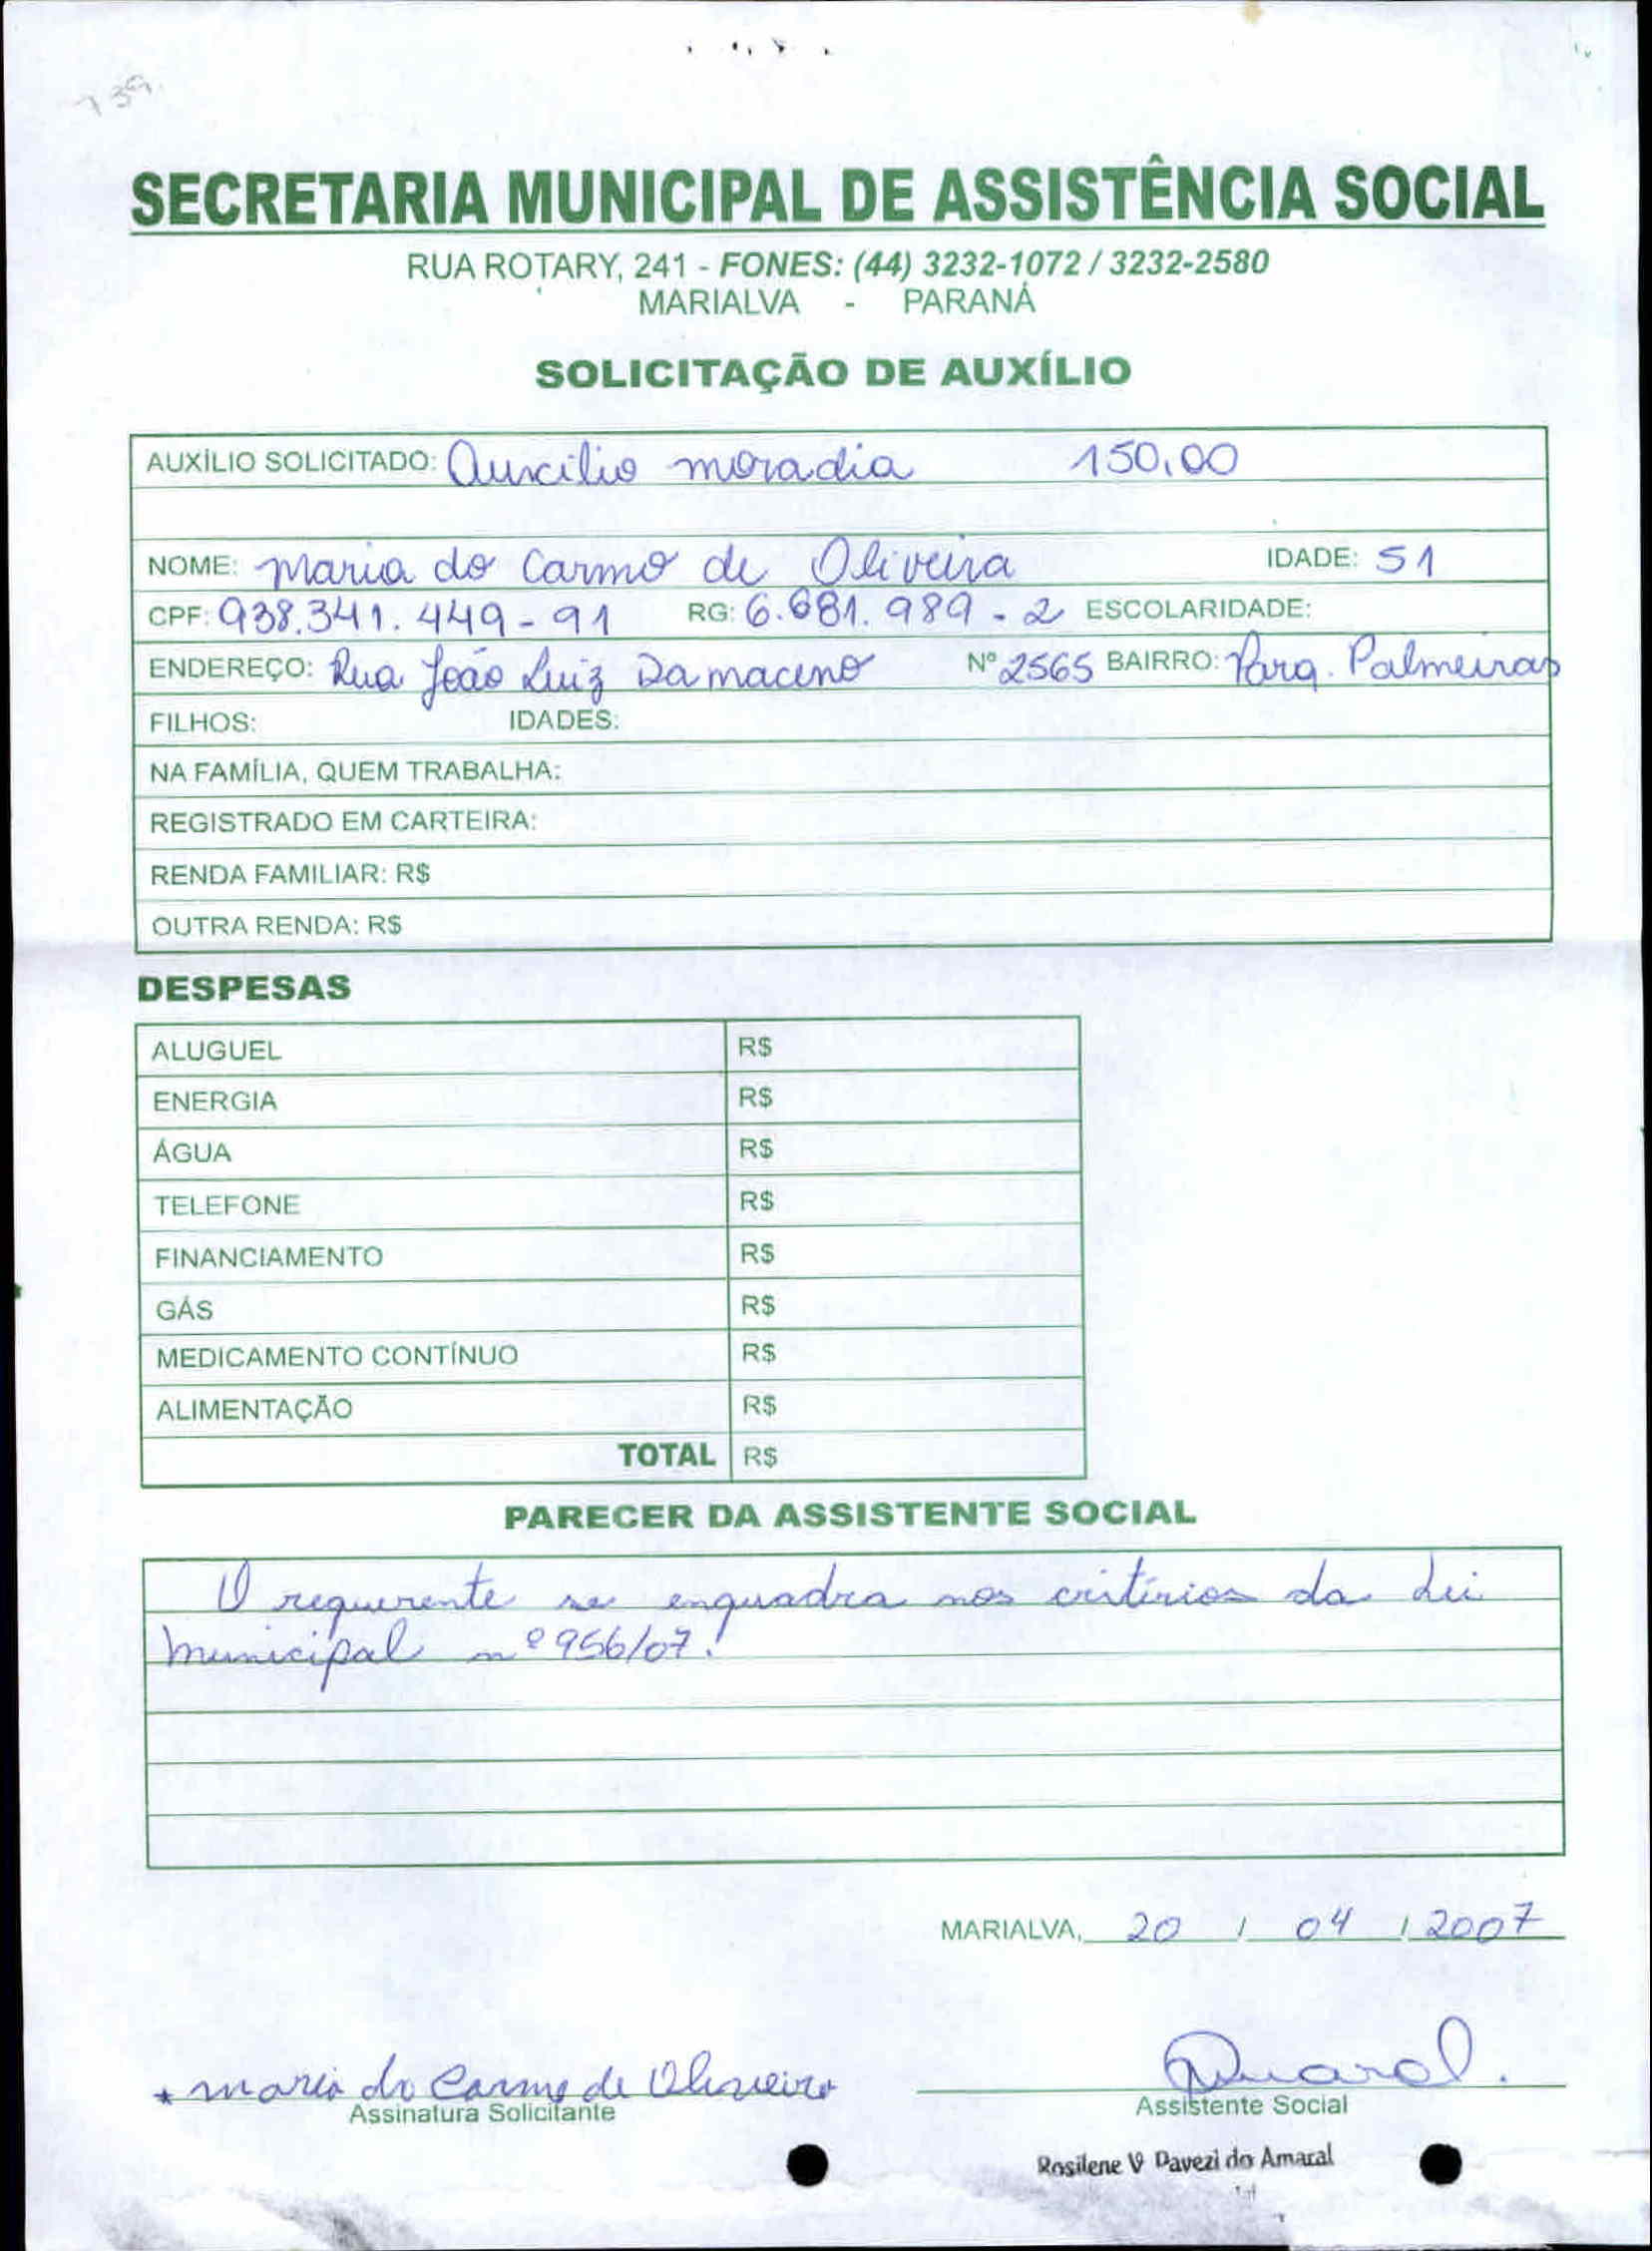 139.
SECRETARIA MUNICIPAL DE ASSISTÊNCIA SOCIAL
RUA ROTARY, 241 - FONES: (44) 3232-1072 / 3232-2580
MARIALVA - PARANÁ
SOLICITAÇÃO DE AUXÍLIO
AUXÍLIO SOLICITADO: Auxcilio moradia 150,00
NOME: Maria do Carmo de Oliveira IDADE: 51
CPF: 938.341.449-91 RG: 6.681.989-2 ESCOLARIDADE:
ENDEREÇO: Rua João Luiz Damaceno Nº 2565 BAIRRO: Parq. Palmeiras
FILHOS: IDADES:
NA FAMÍLIA, QUEM TRABALHA:
REGISTRADO EM CARTEIRA:
RENDA FAMILIAR: R$
OUTRA RENDA: R$
DESPESAS
ALUGUEL R$
ENERGIA R$
ÁGUA R$
TELEFONE R$
FINANCIAMENTO R$
GÁS R$
MEDICAMENTO CONTÍNUO R$
ALIMENTAÇÃO R$
TOTAL R$
PARECER DA ASSISTENTE SOCIAL
O requerente se enquadra nos critérios da Lei
Municipal nº 956/07.
MARIALVA, 20 / 04 / 2007
Maria do Carmo de Oliveira Amaral.
Assinatura Solicitante Assistente Social
Rosilene V Pavezi do Amaral